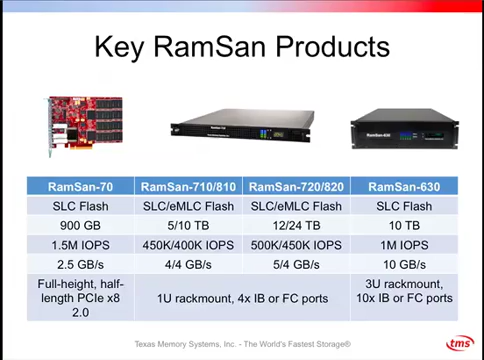 Key RamSan Products
RamSan-630
RamSan-70 RamSan-710/810 RamSan-720/820 RamSan-630
SLC Flash SLC/eMLC Flash SLC/eMLC Flash SLC Flash
900 GB 5/10 TB 12/24 TB 10 TB
1.5M IOPS 450K/400K IOPS 500K/450K IOPS 1M IOPS
2.5 GB/s 4/4 GB/s 5/4 GB/s 10 GB/s
Full-height, half-
length PCIe x8
2.0
1U rackmount, 4x IB or FC ports
3U rackmount,
10x IB or FC ports
Texas Memory Systems, Inc. - The World's Fastest Storage®
tms